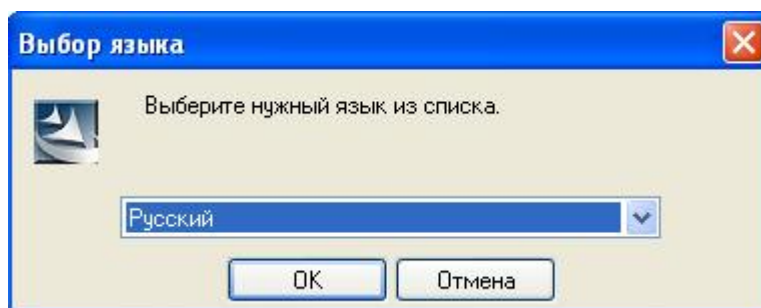 Выбор языка
Выберите нужный язык из списка.
Русский
OK
Отмена